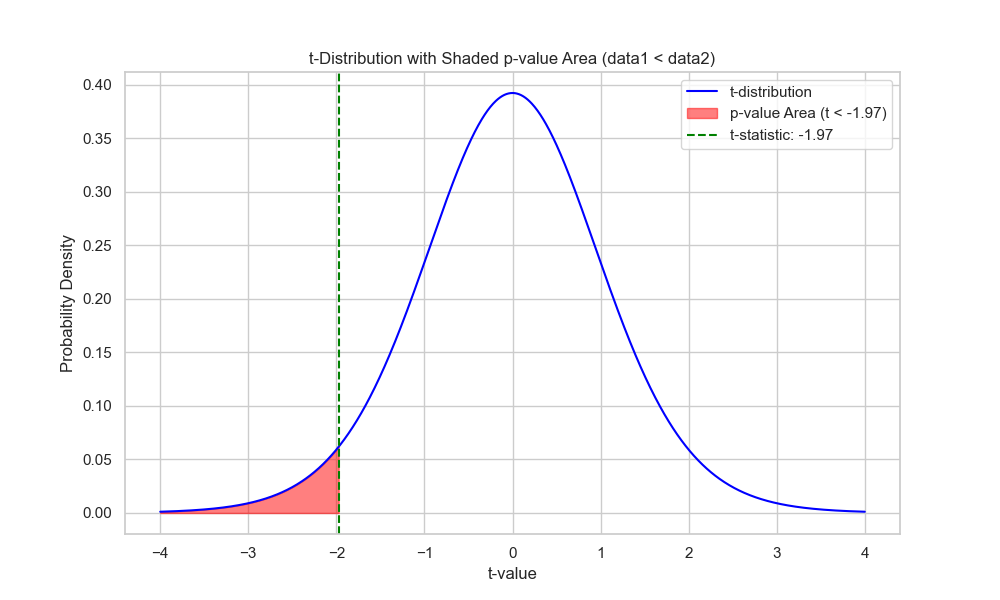 t-Distribution with Shaded p-value Area (data1 < data2)
t-distribution
p-value Area (t < -1.97)
t-statistic: -1.97
Probability Density
0.40
0.35
0.30
0.25
0.20
0.15
0.10
0.05
0.00
−4 −3 −2 −1 0 1 2 3 4
t-value